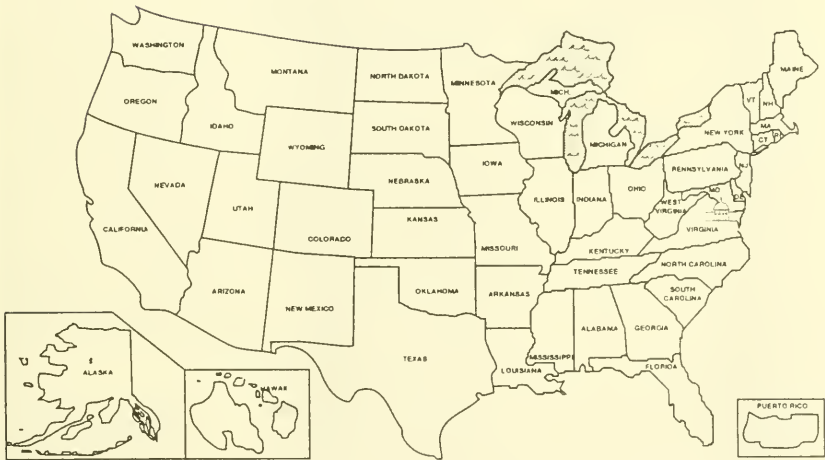 WASHINGTON
MONTANA
NORTH DAKOTA
MINNESOTA
MAINE
OREGON
IDAHO
WYOMING
SOUTH DAKOTA
WISCONSIN
MICH.
MICHIGAN
VT
NH
NEW YORK
MA
CT
RI
NEVADA
UTAH
COLORADO
NEBRASKA
IOWA
ILLINOIS
INDIANA
OHIO
PENNSYLVANIA
NJ
MD
DE
CALIFORNIA
KANSAS
MISSOURI
WEST
VIRGINIA
VIRGINIA
KENTUCKY
ARIZONA
NEW MEXICO
OKLAHOMA
ARKANSAS
TENNESSEE
NORTH CAROLINA
SOUTH
CAROLINA
TEXAS
LOUISIANA
MISSISSIPPI
ALABAMA
GEORGIA
FLORIDA
ALASKA
HAWAII
PUERTO RICO